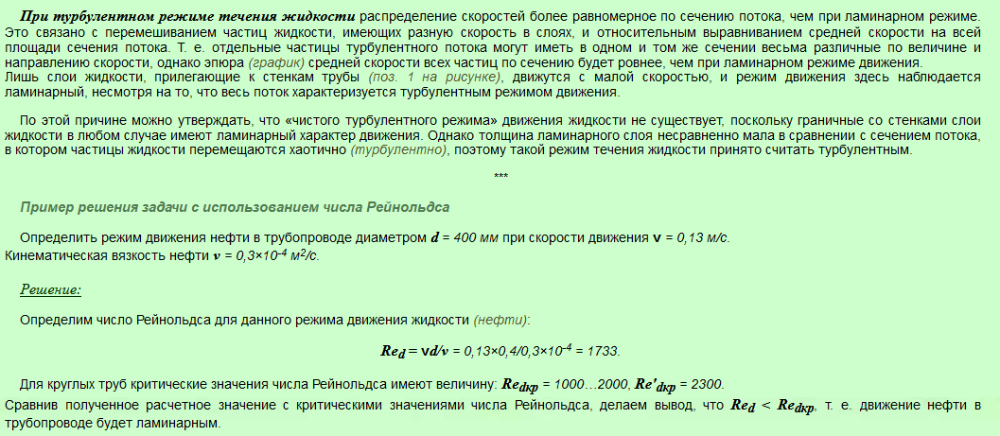 При турбулентном режиме течения жидкости распределение скоростей более равномерное по сечению потока, чем при ламинарном режиме.
Это связано с перемешиванием частиц жидкости, имеющих разную скорость в слоях, и относительным выравниванием средней скорости на всей
площади сечения потока. Т. е. отдельные частицы турбулентного потока могут иметь в одном и том же сечении весьма различные по величине и
направлению скорости, однако эпюра (график) средней скорости всех частиц по сечению будет ровнее, чем при ламинарном режиме движения.
Лишь слои жидкости, прилегающие к стенкам трубы (поз. 1 на рисунке), движутся с малой скоростью, и режим движения здесь наблюдается
ламинарный, несмотря на то, что весь поток характеризуется турбулентным режимом движения.
По этой причине можно утверждать, что «чистого турбулентного режима» движения жидкости не существует, поскольку граничные со стенками слои
жидкости в любом случае имеют ламинарный характер движения. Однако толщина ламинарного слоя несравненно мала в сравнении с сечением потока,
в котором частицы жидкости перемещаются хаотично (турбулентно), поэтому такой режим течения жидкости принято считать турбулентным.
***
Пример решения задачи с использованием числа Рейнольдса
Определить режим движения нефти в трубопроводе диаметром d = 400 мм при скорости движения v = 0,13 м/с.
Кинематическая вязкость нефти ν = 0,3×10⁻⁴ м²/с.
Решение:
Определим число Рейнольдса для данного режима движения жидкости (нефти):
Re_d = vd/ν = 0,13×0,4/0,3×10⁻⁴ = 1733.
Для круглых труб критические значения числа Рейнольдса имеют величину: Re_dкр = 1000…2000, Re'_dкр = 2300.
Сравнив полученное расчетное значение с критическими значениями числа Рейнольдса, делаем вывод, что Re_d < Re_dкр, т. е. движение нефти в
трубопроводе будет ламинарным.